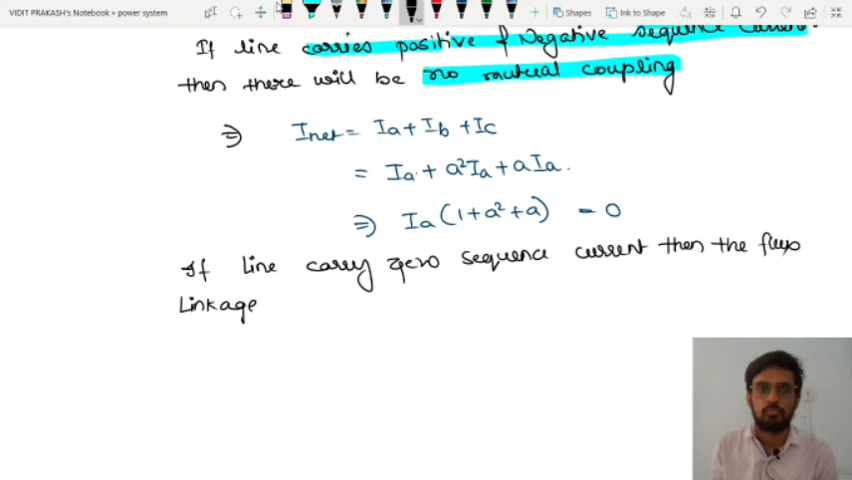 VIDIT PRAKASH's Notebook » power system
Shapes
Ink to Shape
If line carries positive & Negative sequence current.
then there will be no mutual coupling
⇒ Inet = Ia + Ib + Ic
= Ia + a²Ia + aIa.
⇒ Ia (1 + a² + a) = 0
If line carry zero sequence current then the flux
Linkage